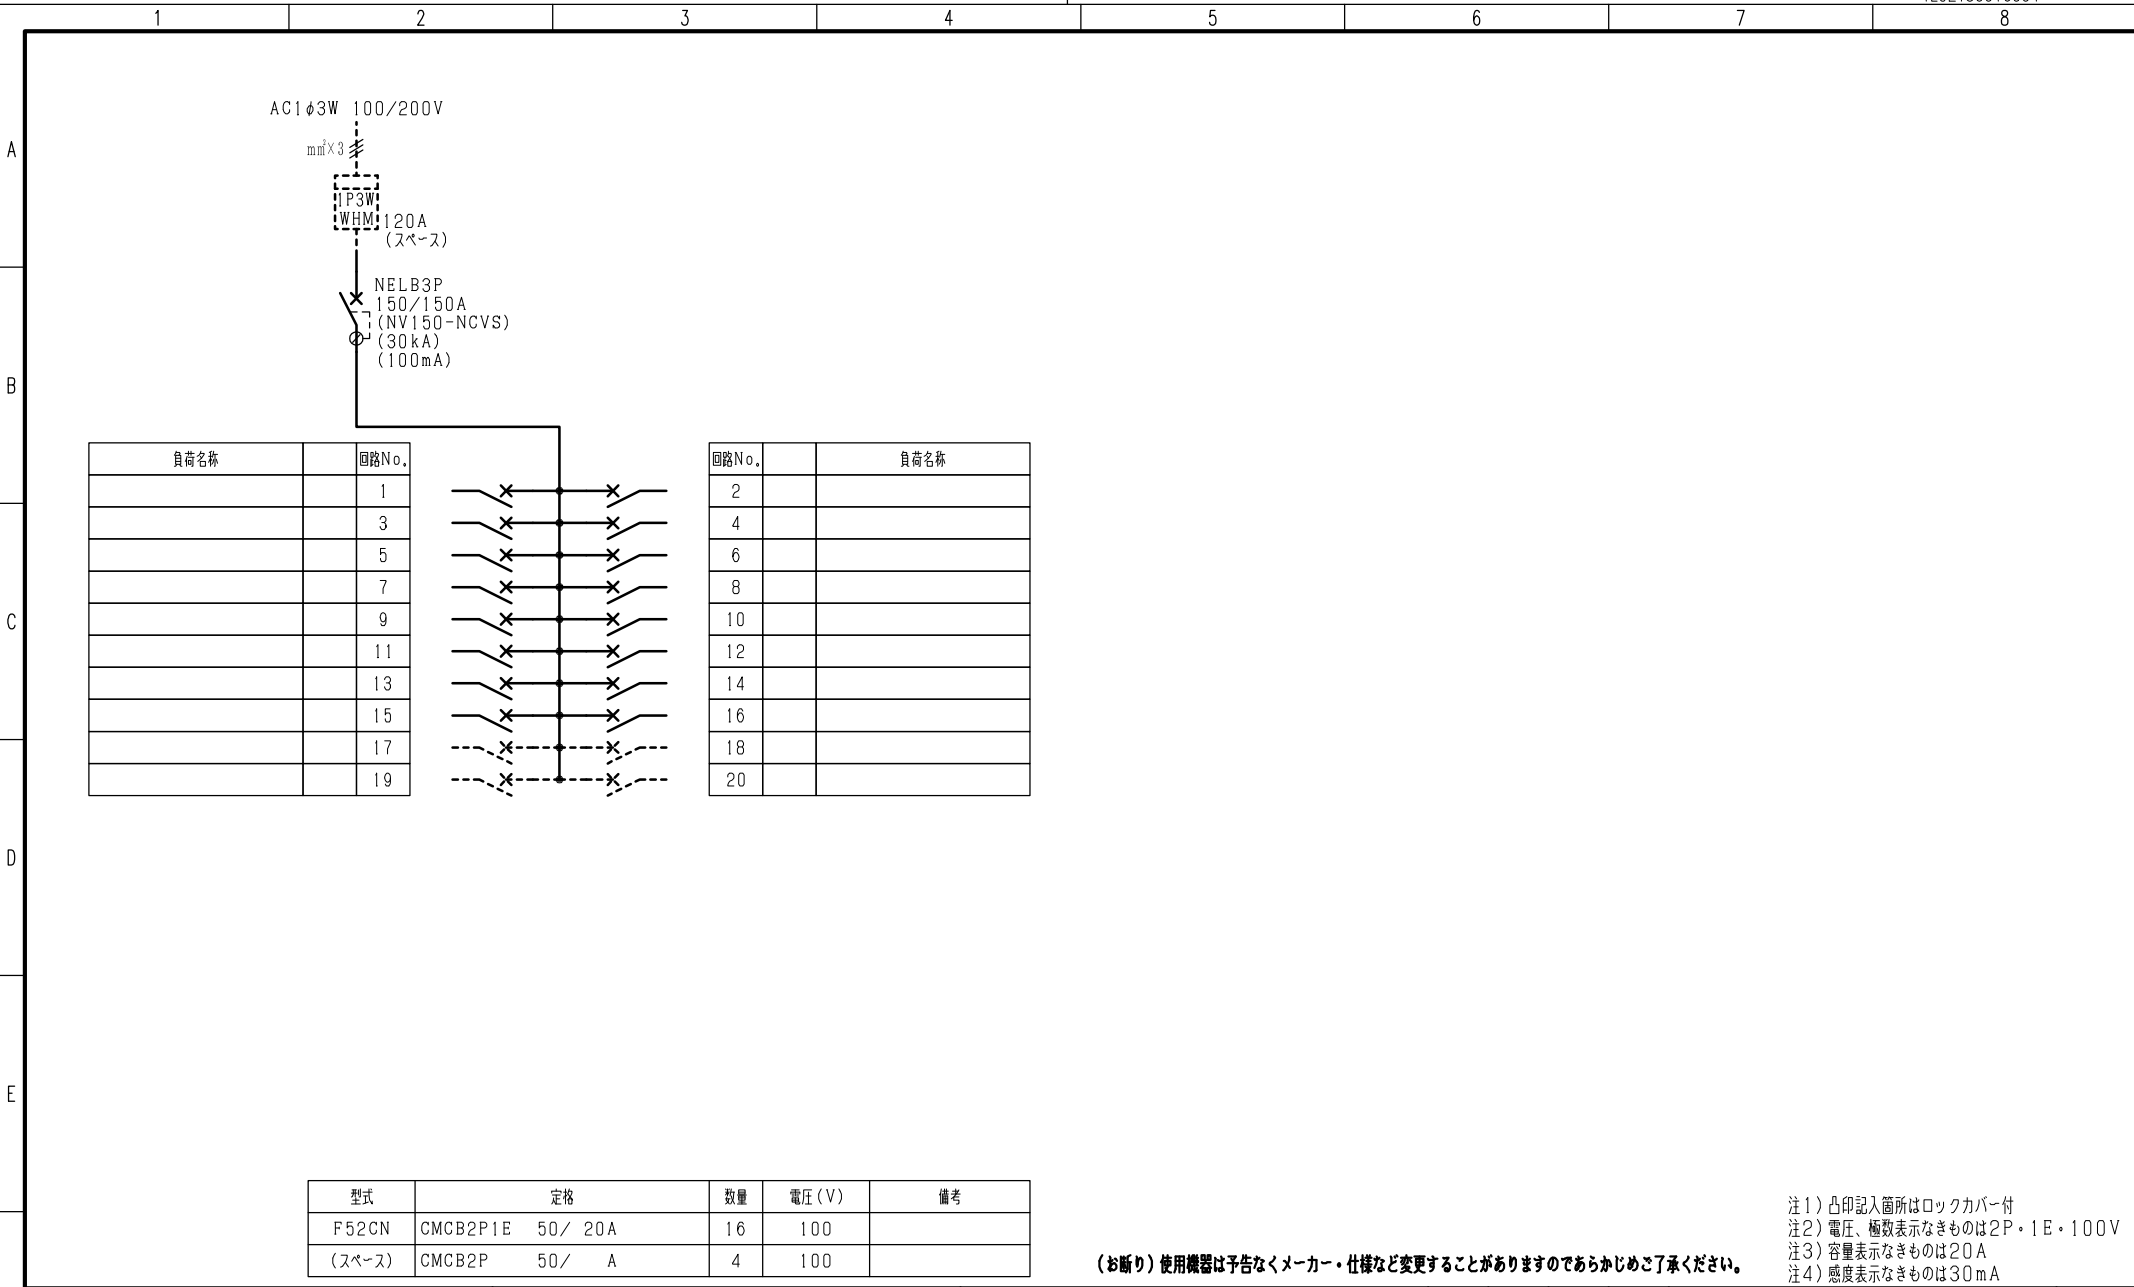 1 2 3 4 5 6 7 8
A
B
C
D
E
AC1φ3W 100/200V
mm²×3
1P3W
WHM
120A
(スペース)
NELB3P
150/150A
(NV150-NCVS)
(30kA)
(100mA)
負荷名称 回路No.
1
3
5
7
9
11
13
15
17
19
回路No. 負荷名称
2
4
6
8
10
12
14
16
18
20
型式 定格 数量 電圧(V) 備考
F52CN CMCB2P1E 50/ 20A 16 100
(スペース) CMCB2P 50/ A 4 100
(お断り)使用機器は予告なくメーカー・仕様など変更することがありますのであらかじめご了承ください。
注1)凸印記入箇所はロックカバー付
注2)電圧、極数表示なきものは2P・1E・100V
注3)容量表示なきものは20A
注4)感度表示なきものは30mA